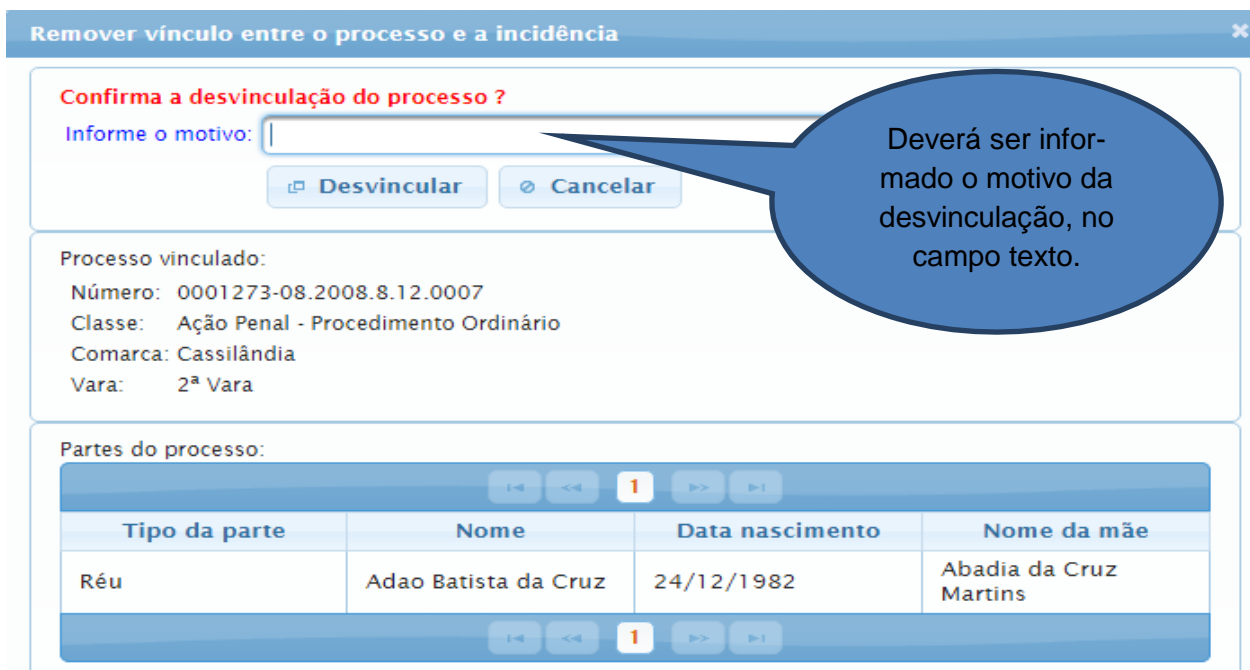 Remover vínculo entre o processo e a incidência
Confirma a desvinculação do processo ?
Informe o motivo:
Desvincular
Cancelar
Deverá ser infor-
mado o motivo da
desvinculação, no
campo texto.
Processo vinculado:
Número: 0001273-08.2008.8.12.0007
Classe: Ação Penal - Procedimento Ordinário
Comarca: Cassilândia
Vara: 2ª Vara
Partes do processo:
1
Tipo da parte Nome Data nascimento Nome da mãe
Réu Adao Batista da Cruz 24/12/1982 Abadia da Cruz
Martins
1